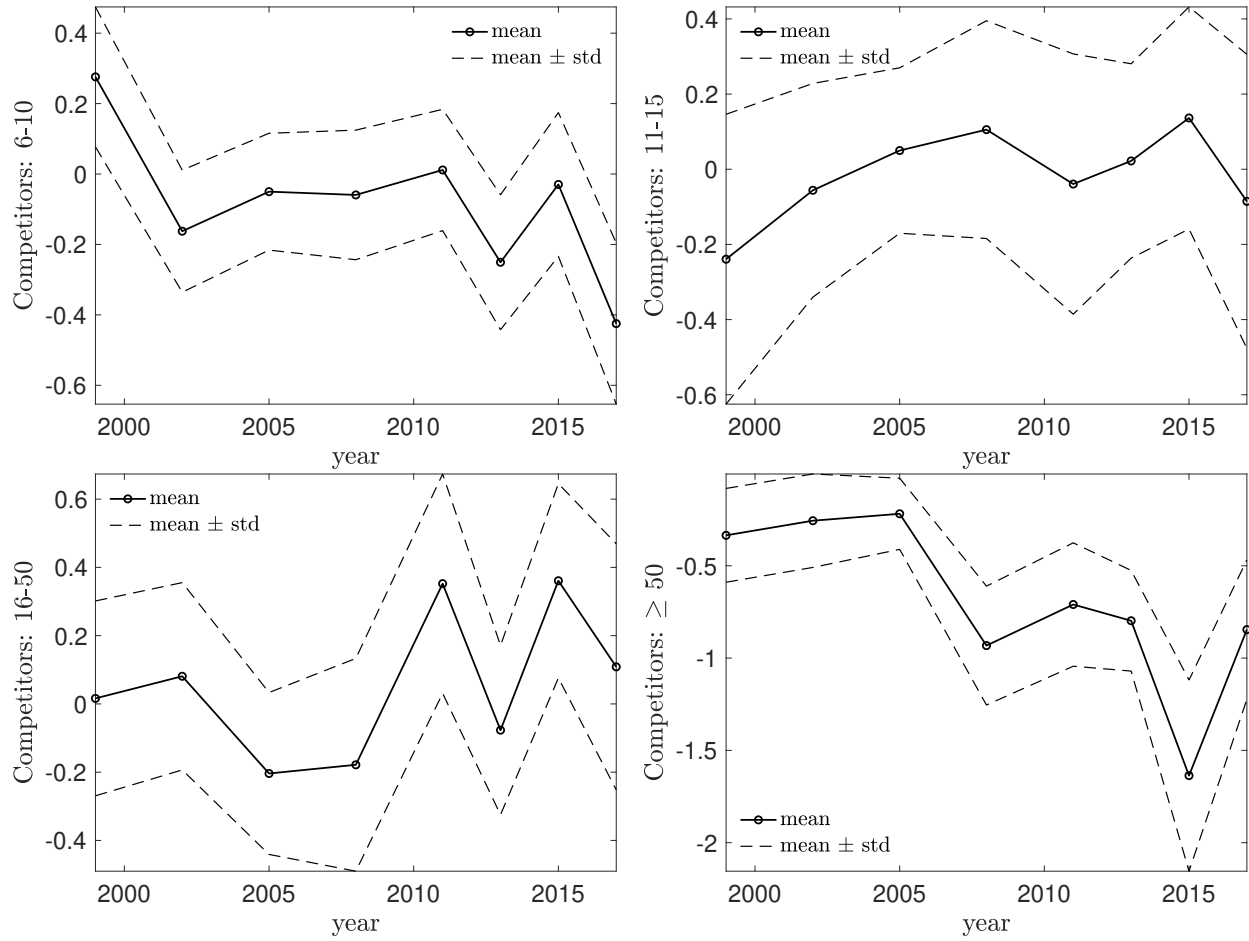 Competitors: 6-10
0.4
0.2
0
-0.2
-0.4
-0.6
mean
mean ± std
2000 2005 2010 2015
year
Competitors: 11-15
0.4
0.2
0
-0.2
-0.4
-0.6
mean
mean ± std
2000 2005 2010 2015
year
Competitors: 16-50
0.6
0.4
0.2
0
-0.2
-0.4
mean
mean ± std
2000 2005 2010 2015
year
Competitors: ≥ 50
-0.5
-1
-1.5
-2
mean
mean ± std
2000 2005 2010 2015
year